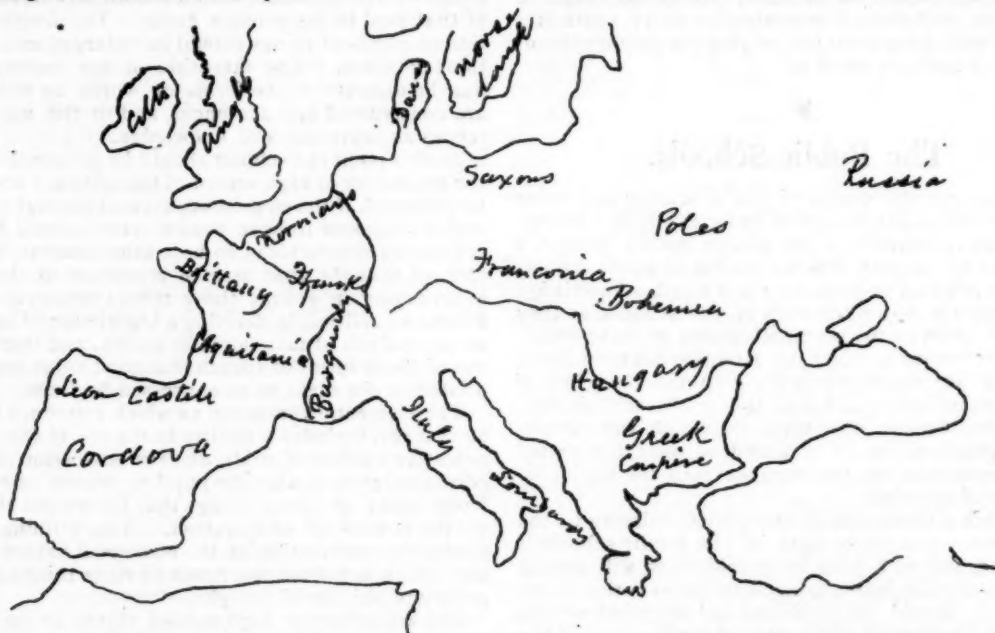 Celts
Angles
Danes
Saxons
Russia
Poles
Normans
Brittany
Franks
Franconia
Bohemia
Aquitania
Burgundy
Leon Castile
Hungary
Cordova
Italy
Lombardy
Greek
Empire